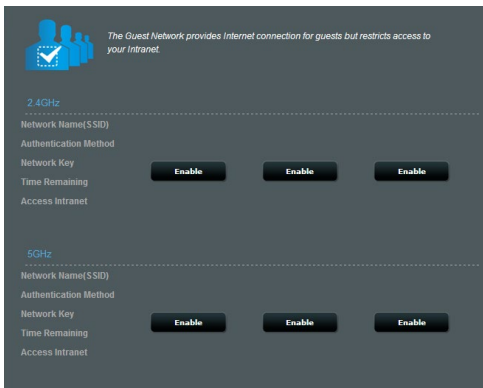 The Guest Network provides Internet connection for guests but restricts access to
your Intranet.
2.4GHz
Network Name(SSID)
Authentication Method
Network Key
Enable Enable Enable
Time Remaining
Access Intranet
5GHz
Network Name(SSID)
Authentication Method
Network Key
Enable Enable Enable
Time Remaining
Access Intranet